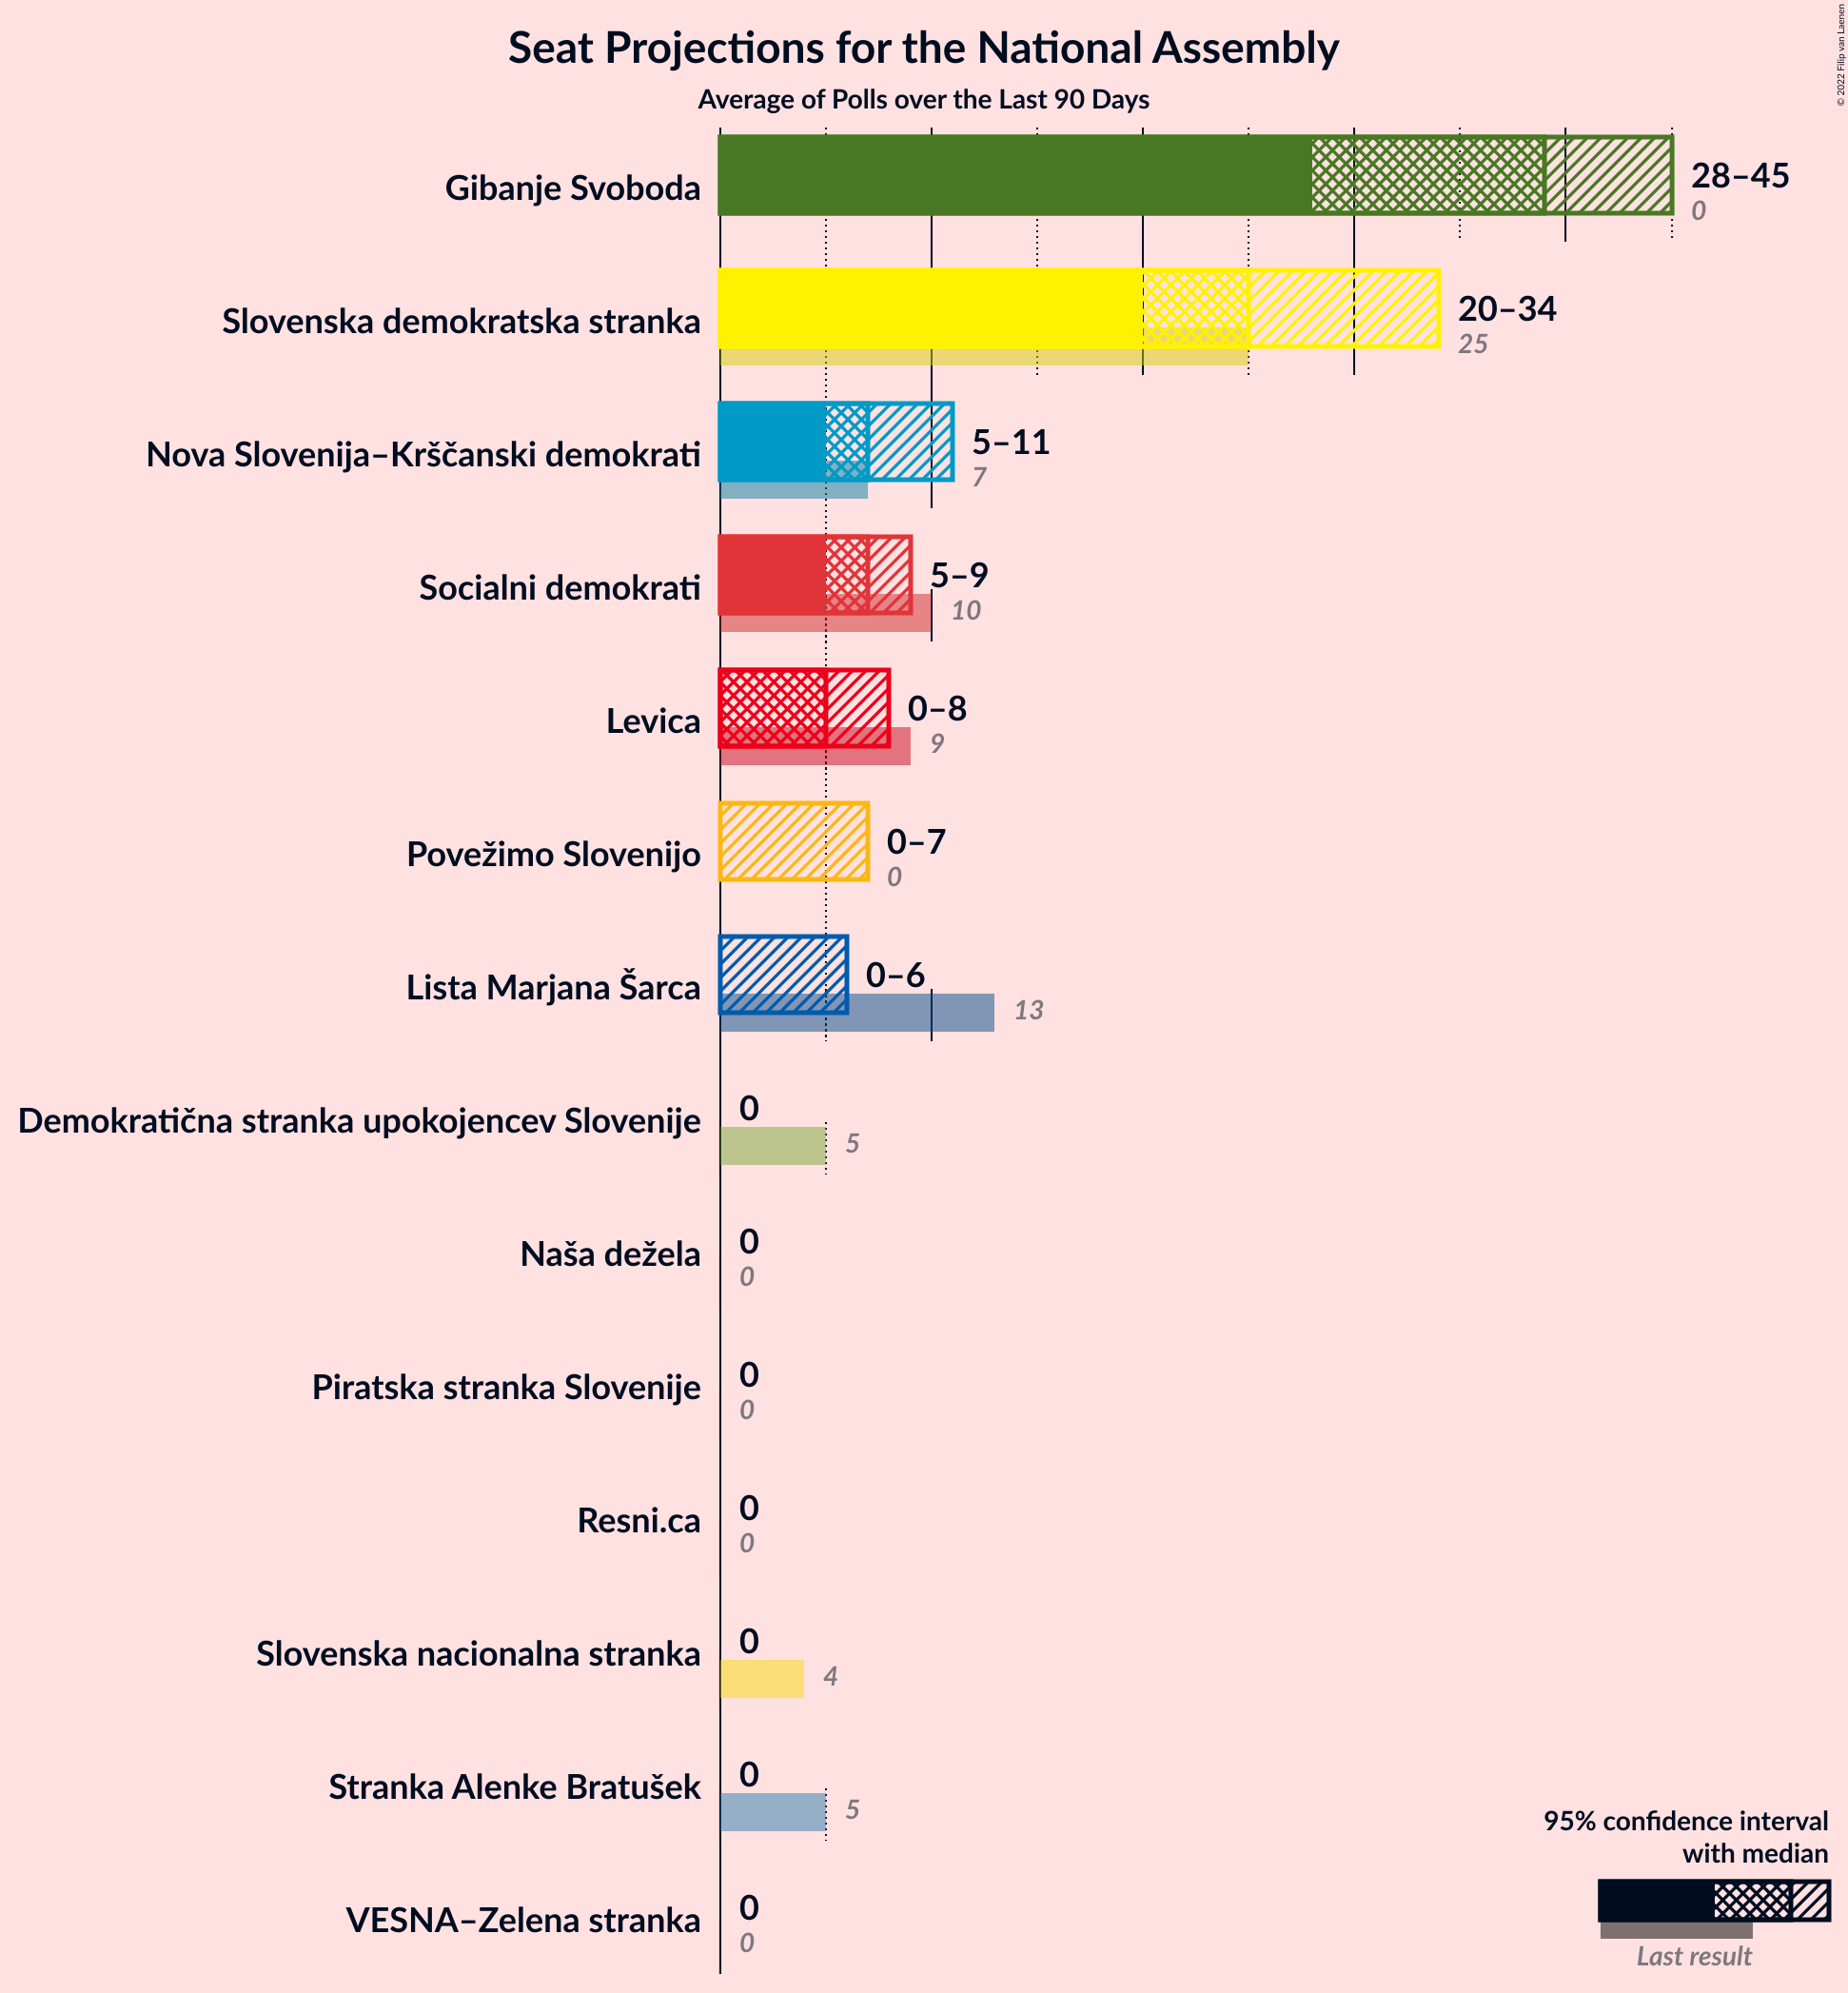 © 2022 Filip van Laenen
Seat Projections for the National Assembly
Average of Polls over the Last 90 Days
Gibanje Svoboda
28–45
0
Slovenska demokratska stranka
20–34
25
Nova Slovenija–Krščanski demokrati
5–11
7
Socialni demokrati
5–9
10
Levica
0–8
9
Povežimo Slovenijo
0–7
0
Lista Marjana Šarca
0–6
13
Demokratična stranka upokojencev Slovenije
0
5
Naša dežela
0
0
Piratska stranka Slovenije
0
0
Resni.ca
0
0
Slovenska nacionalna stranka
0
4
Stranka Alenke Bratušek
0
5
VESNA–Zelena stranka
0
0
95% confidence interval
with median
Last result